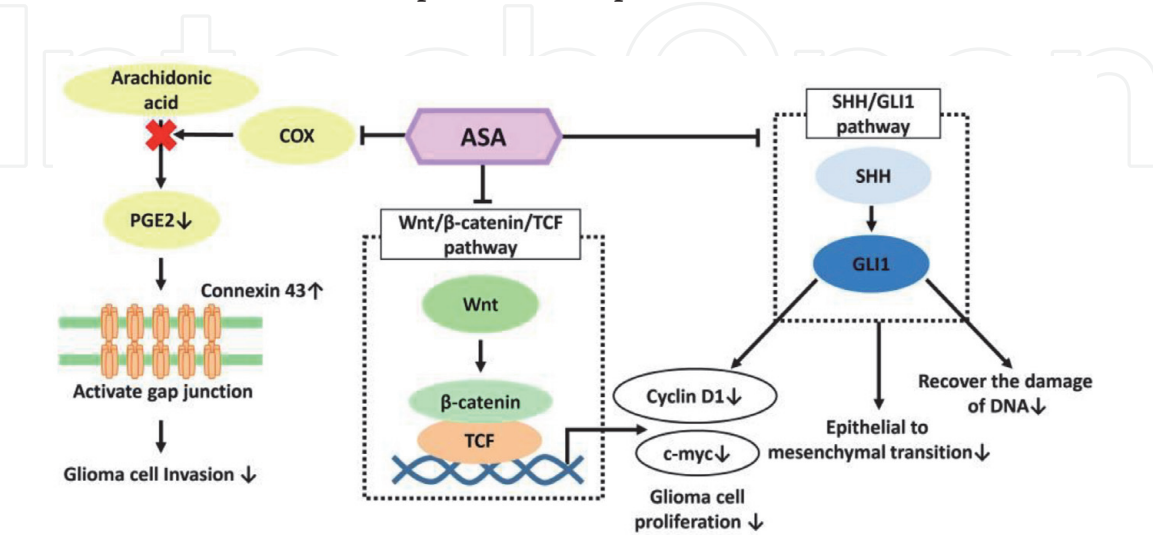 Arachidonic
acid
COX
ASA
SHH/GLI1
pathway
SHH
PGE2↓
Wnt/β-catenin/TCF
pathway
GLI1
Connexin 43↑
Wnt
Activate gap junction
β-catenin
TCF
Cyclin D1↓
c-myc↓
Recover the damage
of DNA↓
Epithelial to
mesenchymal transition↓
Glioma cell Invasion ↓
Glioma cell
proliferation ↓